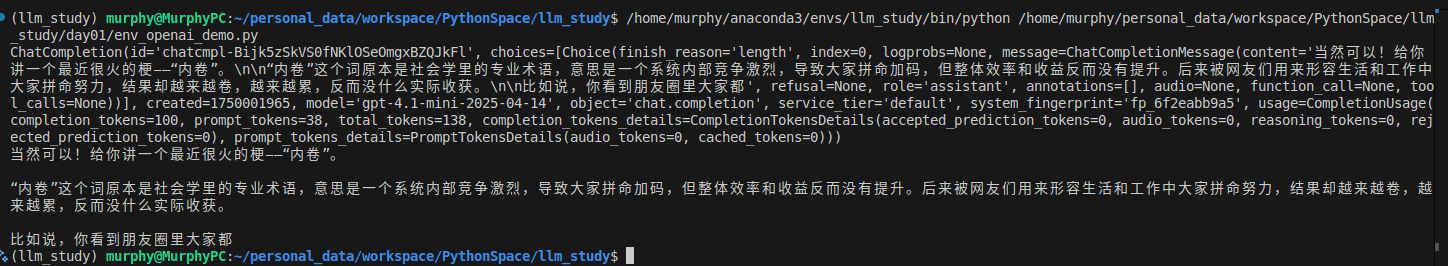 (llm_study) murphy@MurphyPC:~/personal_data/workspace/PythonSpace/llm_study$ /home/murphy/anaconda3/envs/llm_study/bin/python /home/murphy/personal_data/workspace/PythonSpace/llm
_study/day01/env_openai_demo.py
ChatCompletion(id='chatcmpl-Bijk5zSkVS0fNKlOSeOmgxBZQJkFl', choices=[Choice(finish_reason='length', index=0, logprobs=None, message=ChatCompletionMessage(content='当然可以！给你
讲一个最近很火的梗——“内卷”。\n\n“内卷”这个词原本是社会学里的专业术语，意思是一个系统内部竞争激烈，导致大家拼命加码，但整体效率和收益反而没有提升。后来被网友们用来形容生活和工作中
大家拼命努力，结果却越来越卷，越来越累，反而没什么实际收获。\n\n比如说，你看到朋友圈里大家都', refusal=None, role='assistant', annotations=[], audio=None, function_call=None, too
l_calls=None))], created=1750001965, model='gpt-4.1-mini-2025-04-14', object='chat.completion', service_tier='default', system_fingerprint='fp_6f2eabb9a5', usage=CompletionUsage(
completion_tokens=100, prompt_tokens=38, total_tokens=138, completion_tokens_details=CompletionTokensDetails(accepted_prediction_tokens=0, audio_tokens=0, reasoning_tokens=0, rej
ected_prediction_tokens=0), prompt_tokens_details=PromptTokensDetails(audio_tokens=0, cached_tokens=0)))
当然可以！给你讲一个最近很火的梗——“内卷”。
“内卷”这个词原本是社会学里的专业术语，意思是一个系统内部竞争激烈，导致大家拼命加码，但整体效率和收益反而没有提升。后来被网友们用来形容生活和工作中大家拼命努力，结果却越来越卷，越
来越累，反而没什么实际收获。
比如说，你看到朋友圈里大家都
(llm_study) murphy@MurphyPC:~/personal_data/workspace/PythonSpace/llm_study$